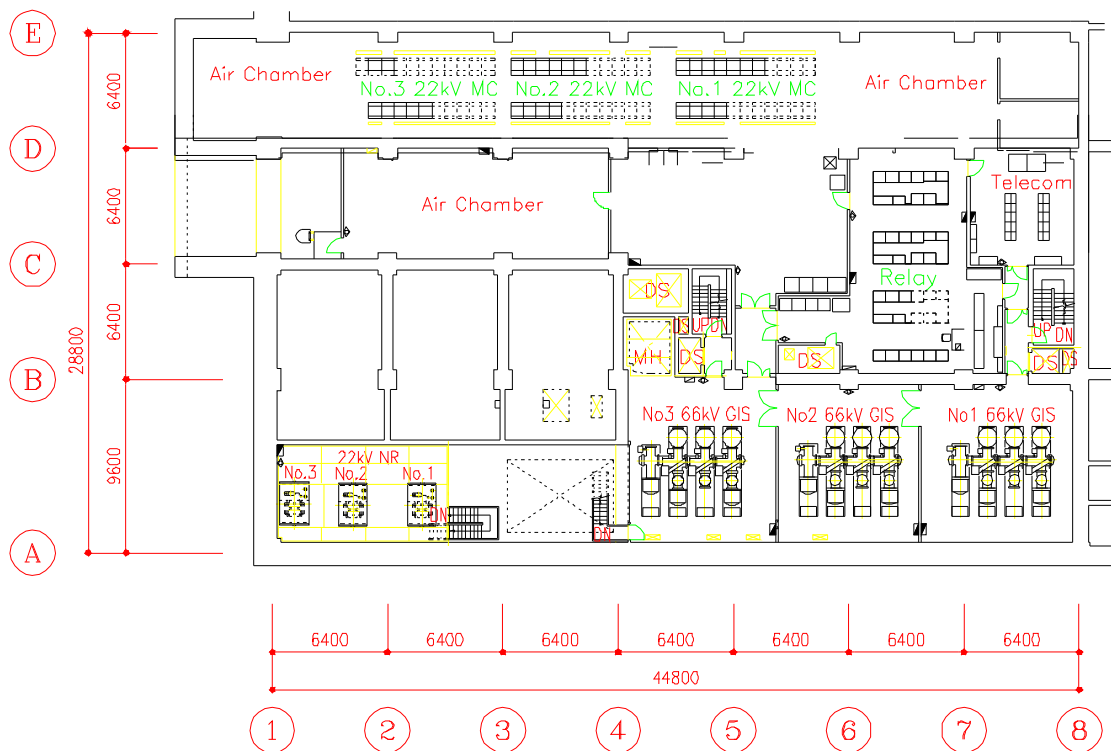 E
Air Chamber
No.3 22kV MC
No.2 22kV MC
No.1 22kV MC
Air Chamber
6400
D
Air Chamber
Telecom
6400
C
DS
Relay
DS
UP
DN
UP
DN
6400
28800
MH
DS
DS
DS
DS
B
No3 66kV GIS
No2 66kV GIS
No1 66kV GIS
22kV NR
No.3
No.2
No.1
9600
DN
DN
A
6400
6400
6400
6400
6400
6400
6400
44800
1
2
3
4
5
6
7
8